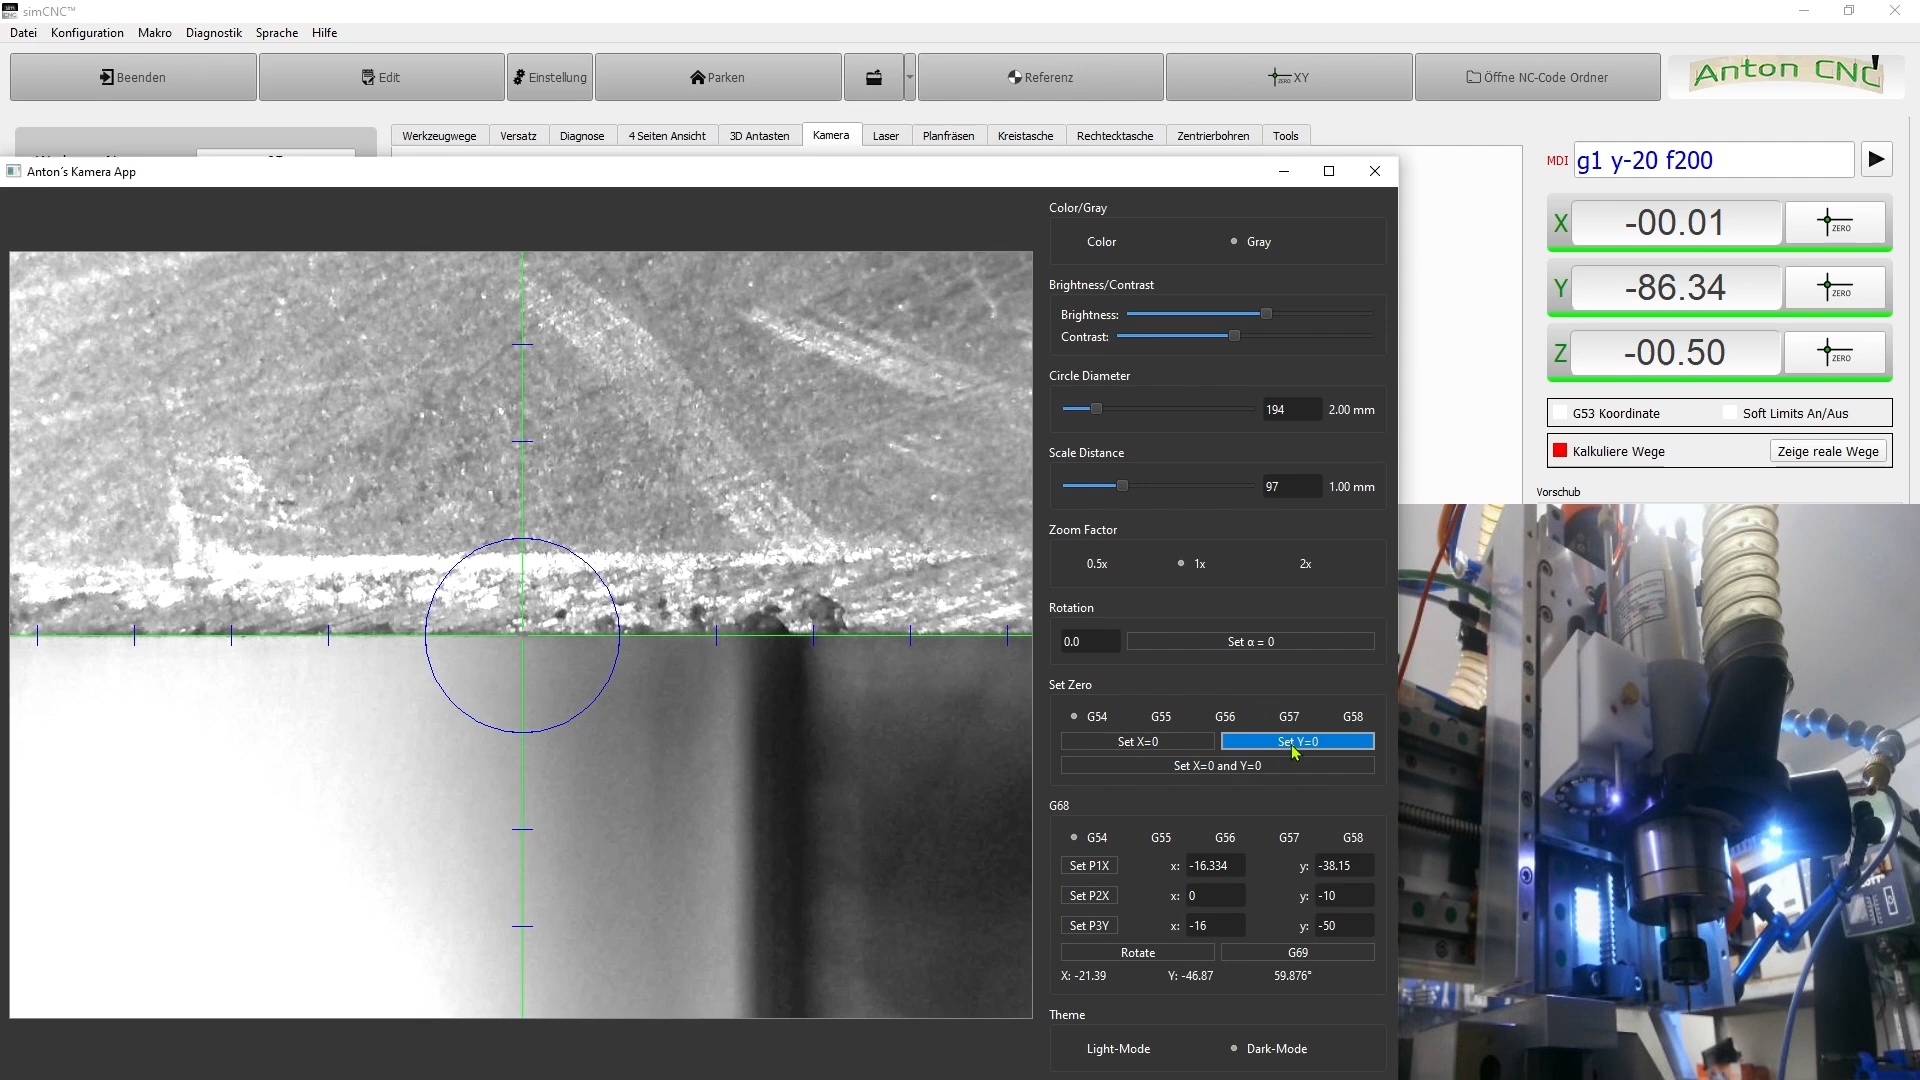 simCNC™
Datei Konfiguration Makro Diagnostik Sprache Hilfe
Beenden Edit Einstellung Parken Referenz XY Öffne NC-Code Ordner Anton CNC
Werkzeugwege Versatz Diagnose 4 Seiten Ansicht 3D Antasten Kamera Laser Planfräsen Kreistasche Rechtecktasche Zentrierbohren Tools
MDI g1 y-20 f200
Anton´s Kamera App
X -00.01 ZERO
Y -86.34 ZERO
Z -00.50 ZERO
G53 Koordinate Soft Limits An/Aus
Kalkuliere Wege Zeige reale Wege
Vorschub
Color/Gray
Color Gray
Brightness/Contrast
Brightness:
Contrast:
Circle Diameter
194 2.00 mm
Scale Distance
97 1.00 mm
Zoom Factor
0.5x 1x 2x
Rotation
0.0 Set α = 0
Set Zero
G54 G55 G56 G57 G58
Set X=0 Set Y=0
Set X=0 and Y=0
G68
G54 G55 G56 G57 G58
Set P1X x: -16.334 y: -38.15
Set P2X x: 0 y: -10
Set P3Y x: -16 y: -50
Rotate G69
X: -21.39 Y: -46.87 59.876°
Theme
Light-Mode Dark-Mode